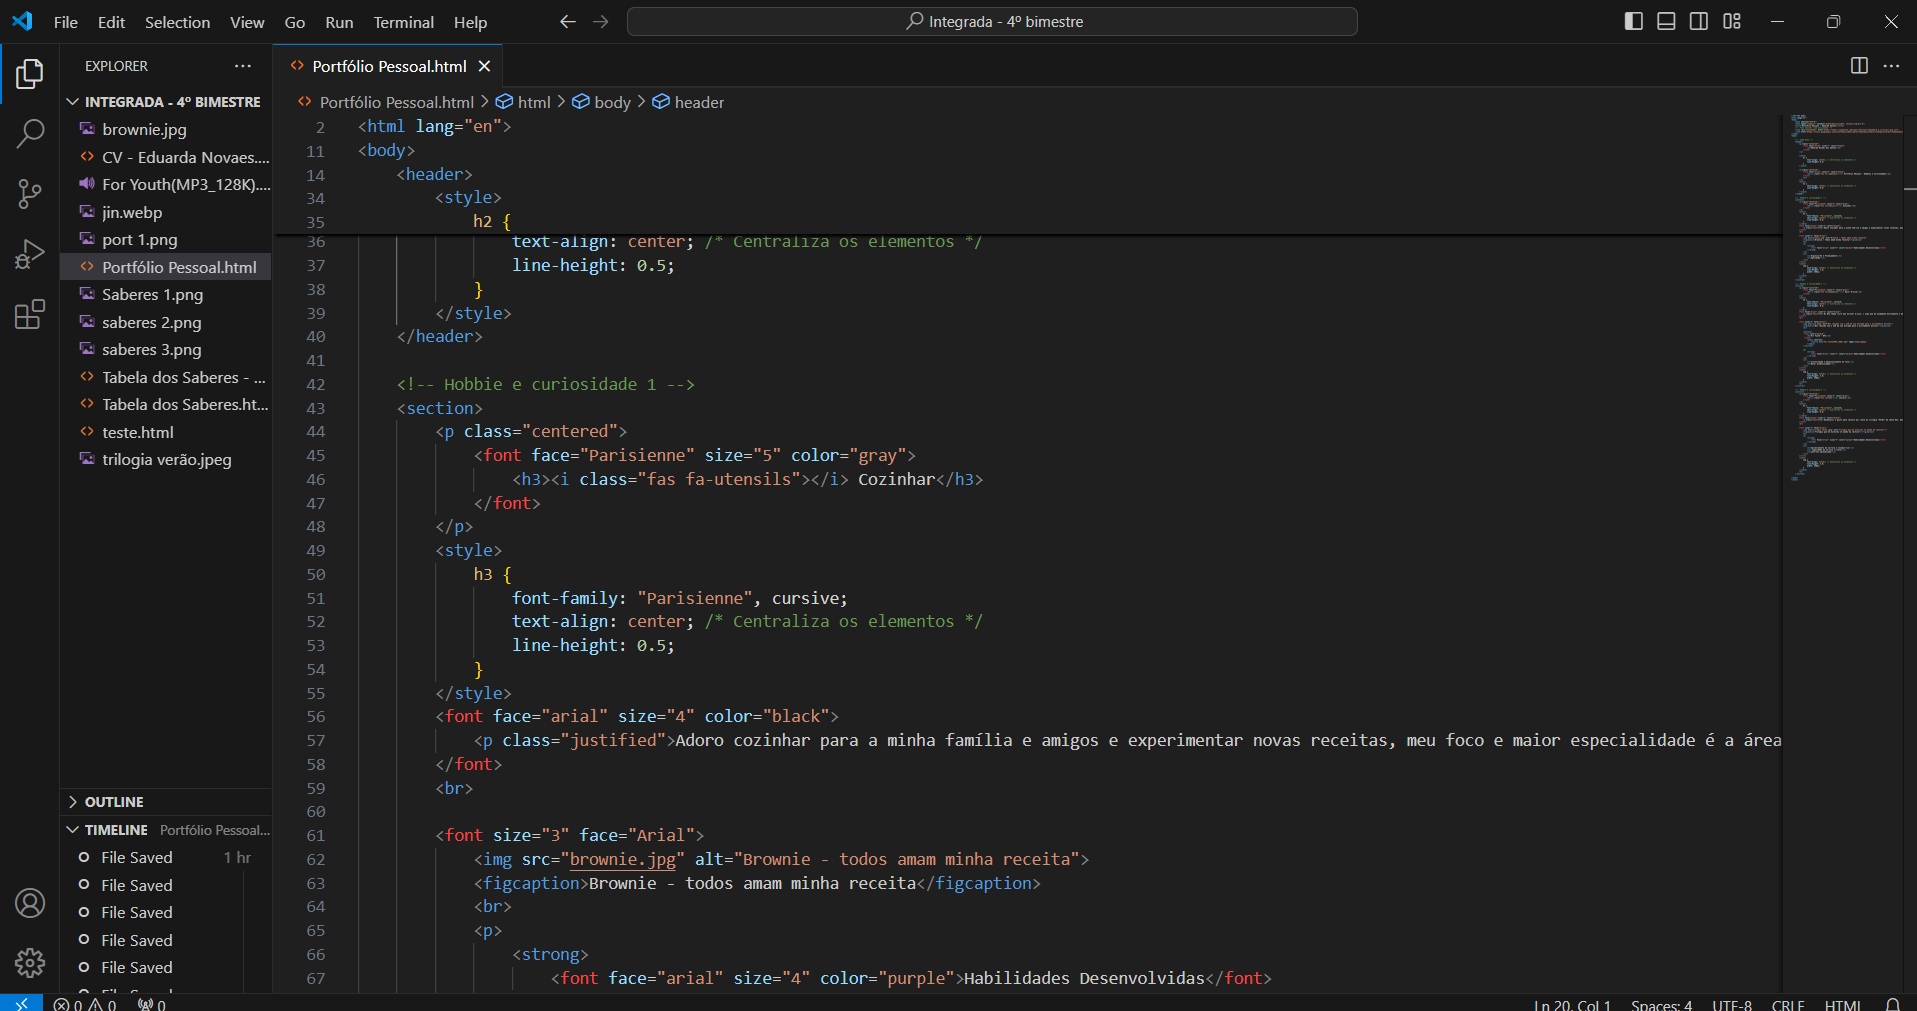 File Edit Selection View Go Run Terminal Help
Integrada - 4º bimestre
EXPLORER
INTEGRADA - 4º BIMESTRE
brownie.jpg
CV - Eduarda Novaes....
For Youth(MP3_128K)....
jin.webp
port 1.png
Portfólio Pessoal.html
Saberes 1.png
saberes 2.png
saberes 3.png
Tabela dos Saberes - ...
Tabela dos Saberes.ht...
teste.html
trilogia verão.jpeg
OUTLINE
TIMELINE Portfólio Pessoal...
File Saved 1 hr
File Saved
File Saved
File Saved
File Saved
Portfólio Pessoal.html
Portfólio Pessoal.html > html > body > header
2 <html lang="en">
11 <body>
14 <header>
34 <style>
35 h2 {
36 text-align: center; /* Centraliza os elementos */
37 line-height: 0.5;
38 }
39 </style>
40 </header>
41
42 <!-- Hobbie e curiosidade 1 -->
43 <section>
44 <p class="centered">
45 <font face="Parisienne" size="5" color="gray">
46 <h3><i class="fas fa-utensils"></i> Cozinhar</h3>
47 </font>
48 </p>
49 <style>
50 h3 {
51 font-family: "Parisienne", cursive;
52 text-align: center; /* Centraliza os elementos */
53 line-height: 0.5;
54 }
55 </style>
56 <font face="arial" size="4" color="black">
57 <p class="justified">Adoro cozinhar para a minha família e amigos e experimentar novas receitas, meu foco e maior especialidade é a área
58 </font>
59 <br>
60
61 <font size="3" face="Arial">
62 <img src="brownie.jpg" alt="Brownie - todos amam minha receita">
63 <figcaption>Brownie - todos amam minha receita</figcaption>
64 <br>
65 <p>
66 <strong>
67 <font face="arial" size="4" color="purple">Habilidades Desenvolvidas</font>
0 0 0
Ln 20, Col 1 Spaces: 4 UTF-8 CRLF HTML